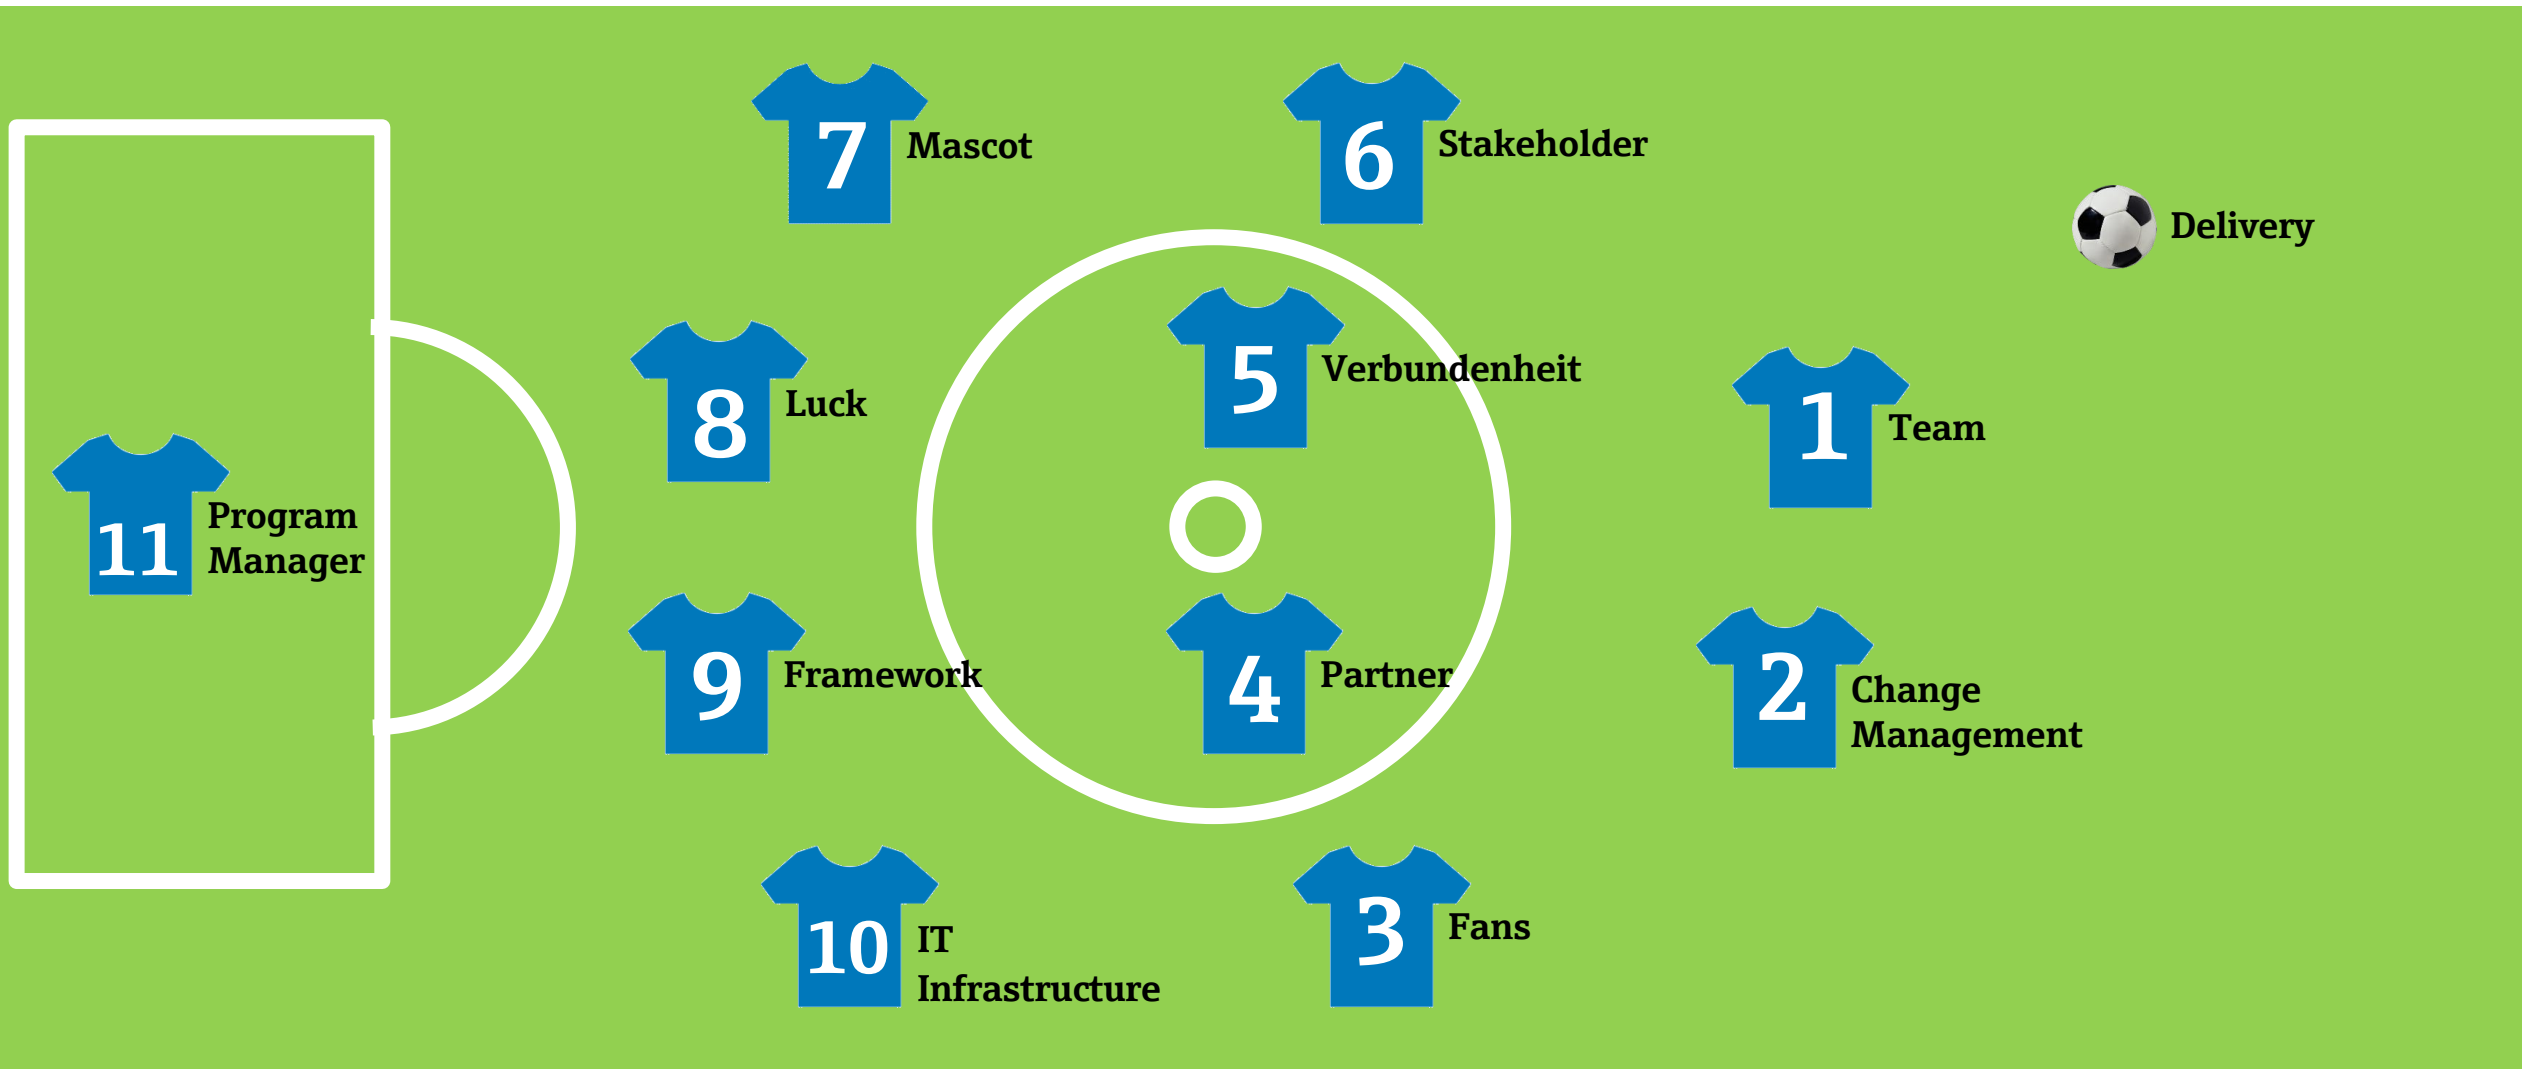 7
Mascot
6
Stakeholder
Delivery
5
Verbundenheit
8
Luck
1
Team
11
Program
Manager
9
Framework
4
Partner
2
Change
Management
10
IT
Infrastructure
3
Fans